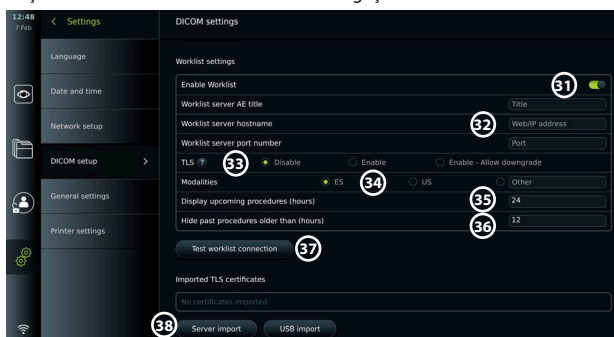 12:48
7 Feb
Settings
Language
Date and time
Network setup
DICOM setup
General settings
Printer settings
DICOM settings
Worklist settings
Enable Worklist 31
Worklist server AE title Title
Worklist server hostname 32 Web/IP address
Worklist server port number Port
TLS ? 33 Disable Enable Enable - Allow downgrade
Modalities ES 34 US Other
Display upcoming procedures (hours) 35 24
Hide past procedures older than (hours) 36 12
Test worklist connection 37
Imported TLS certificates
No certificates imported
38 Server import USB import